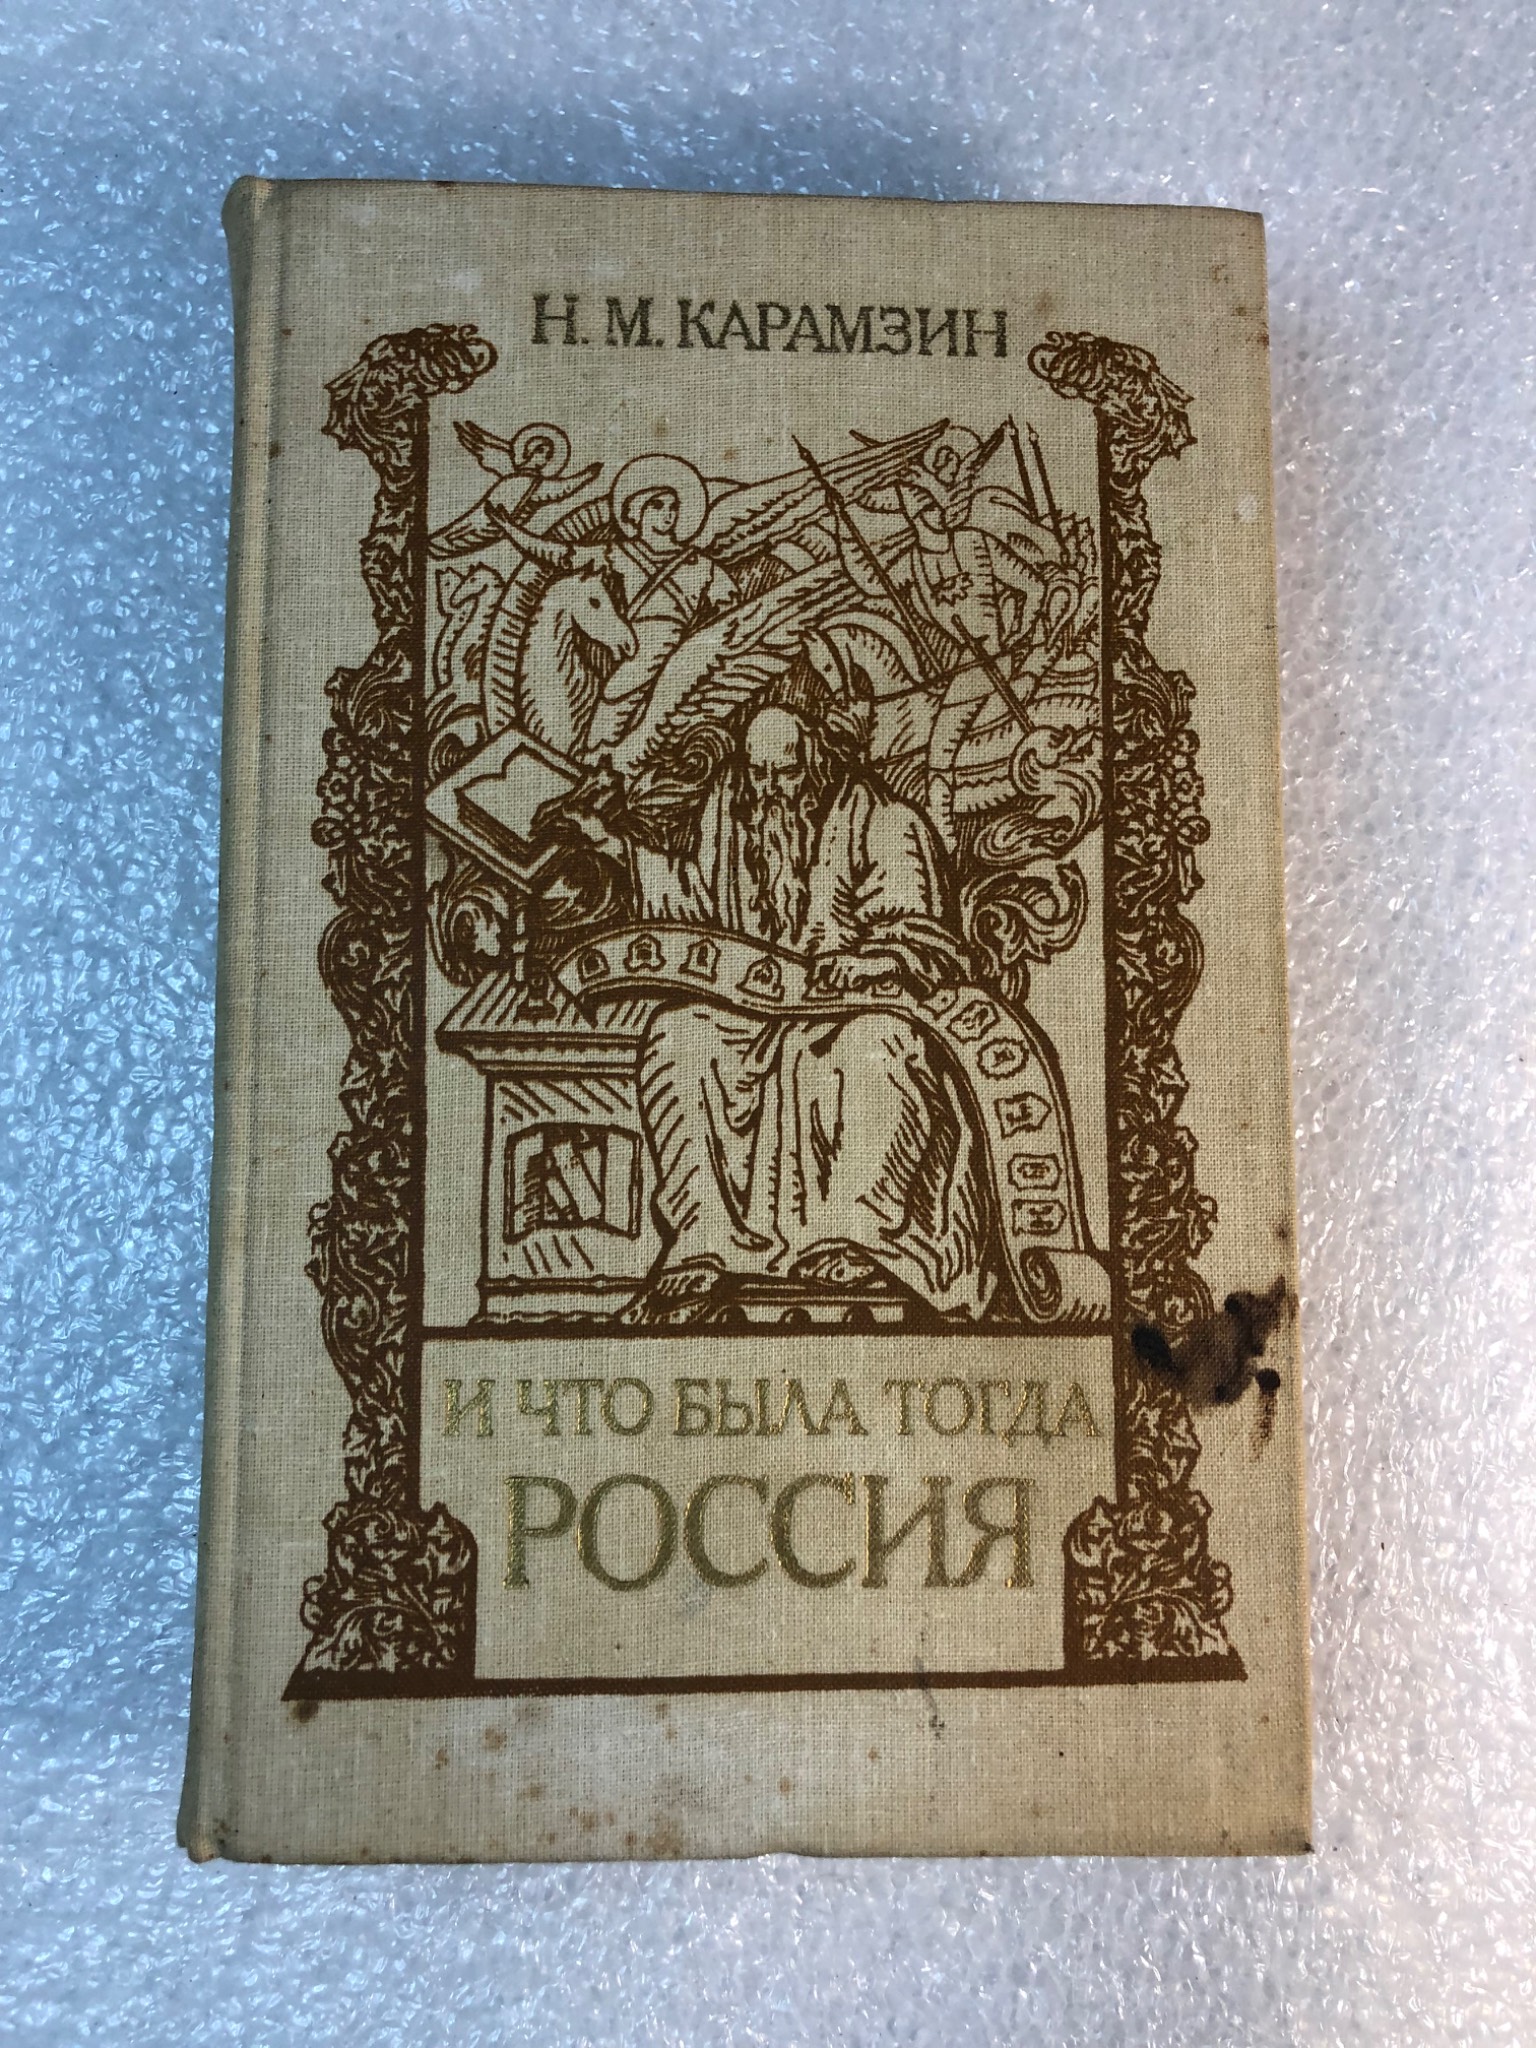 Н. М. КАРАМЗИН
И ЧТО БЫЛА ТОГДА
РОССИЯ